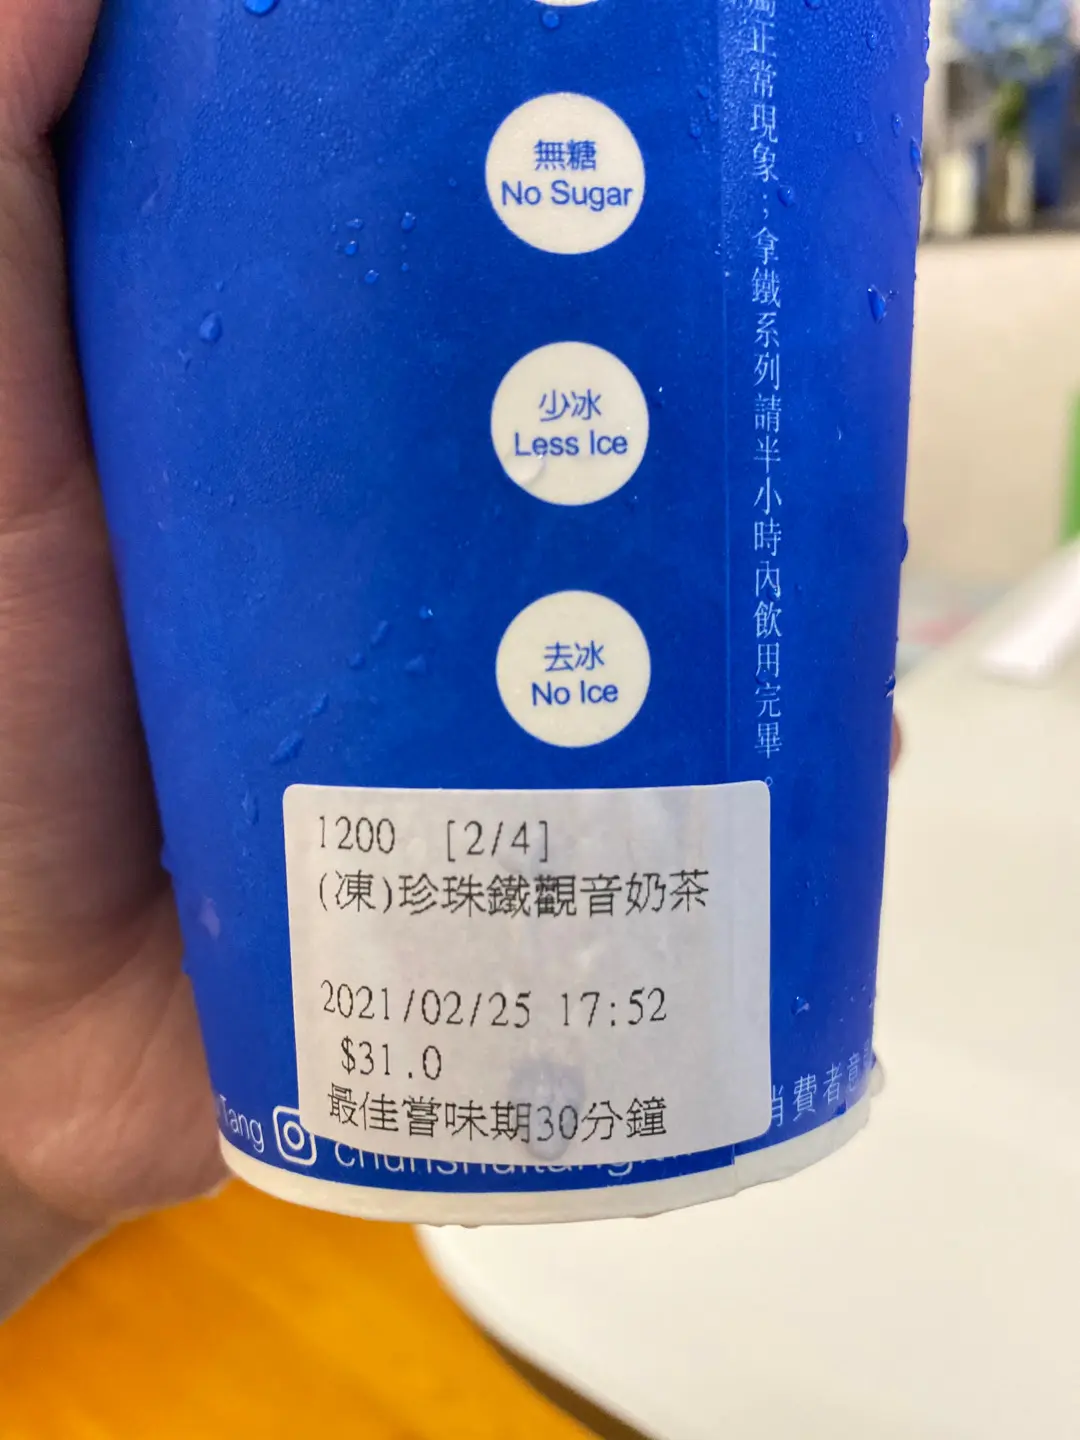 無糖
No Sugar
少冰
Less Ice
去冰
No Ice
正常現象；拿鐵系列請半小時內飲用完畢。
1200 [2/4]
(凍)珍珠鐵觀音奶茶
2021/02/25 17:52
$31.0
最佳嘗味期30分鐘
Tang
消費者意